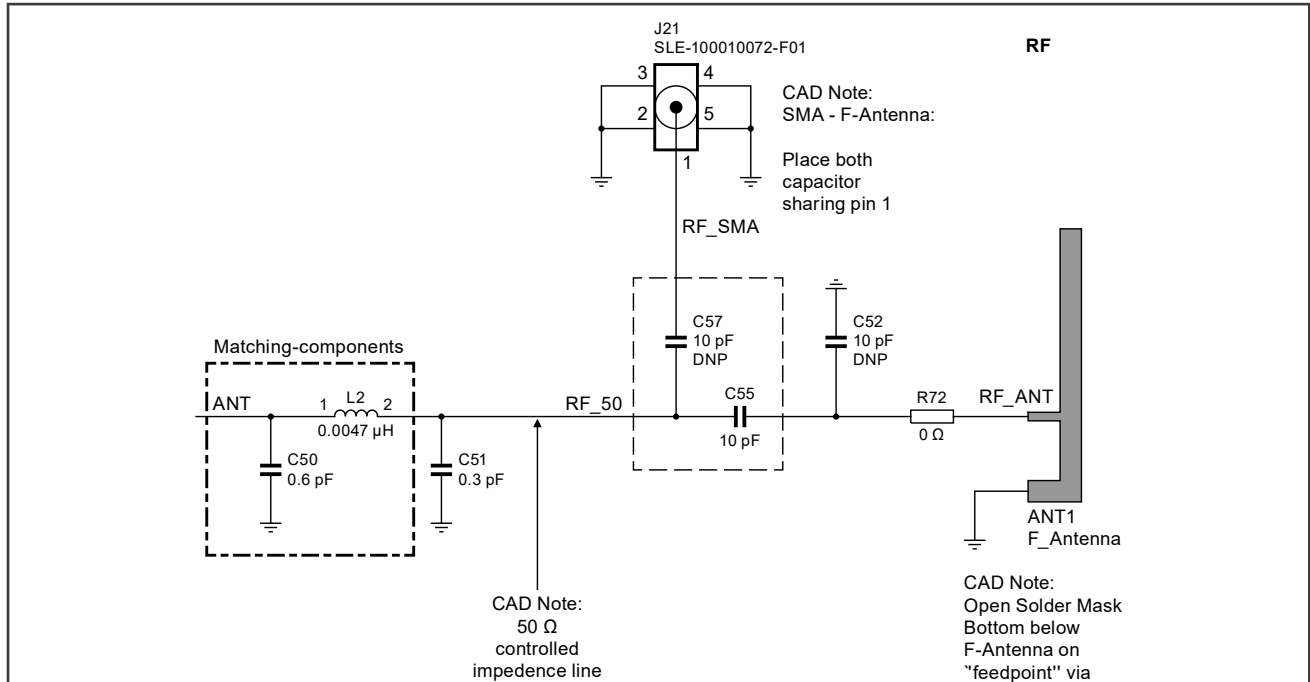 J21
SLE-100010072-F01
RF
3
4
2
5
1
CAD Note:
SMA - F-Antenna:
Place both
capacitor
sharing pin 1
RF_SMA
C57
10 pF
DNP
C52
10 pF
DNP
Matching-components
ANT
1
L2
2
0.0047 µH
RF_50
C55
10 pF
R72
0 Ω
RF_ANT
C50
0.6 pF
C51
0.3 pF
ANT1
F_Antenna
CAD Note:
50 Ω
controlled
impedence line
CAD Note:
Open Solder Mask
Bottom below
F-Antenna on
"feedpoint" via